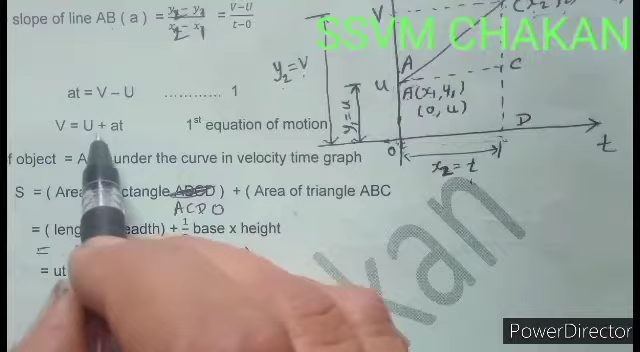 slope of line AB ( a ) = y2 - y1 / x2 - x1 = V-U / t-0
at = V - U ............ 1
V = U + at 1st equation of motion
f object = A under the curve in velocity time graph
S = ( Area ctangle ABCD ) + ( Area of triangle ABC
ACDO
= ( leng eadth) + 1/2 base x height
=
= ut
V
y2 = V
A
U
A(x1, y1)
(0, u)
y1 = u
C
D
O
t
x2 = t
SSVM CHAKAN
kan
PowerDirector